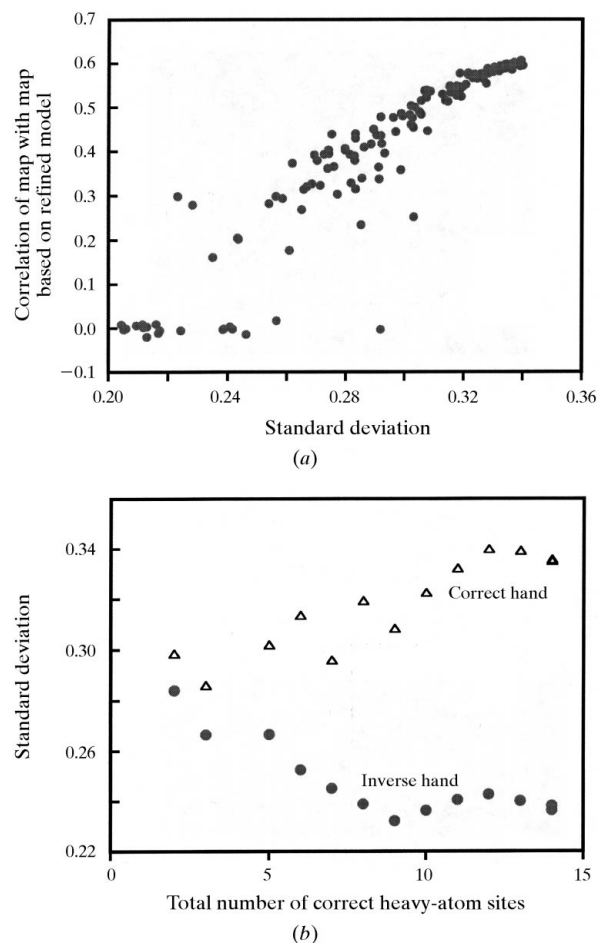 0.7
0.6
0.5
0.4
0.3
0.2
0.1
0.0
−0.1
Correlation of map with map
based on refined model
0.20 0.24 0.28 0.32 0.36
Standard deviation
(a)
0.34
0.30
0.26
0.22
Standard deviation
Correct hand
Inverse hand
0 5 10 15
Total number of correct heavy-atom sites
(b)